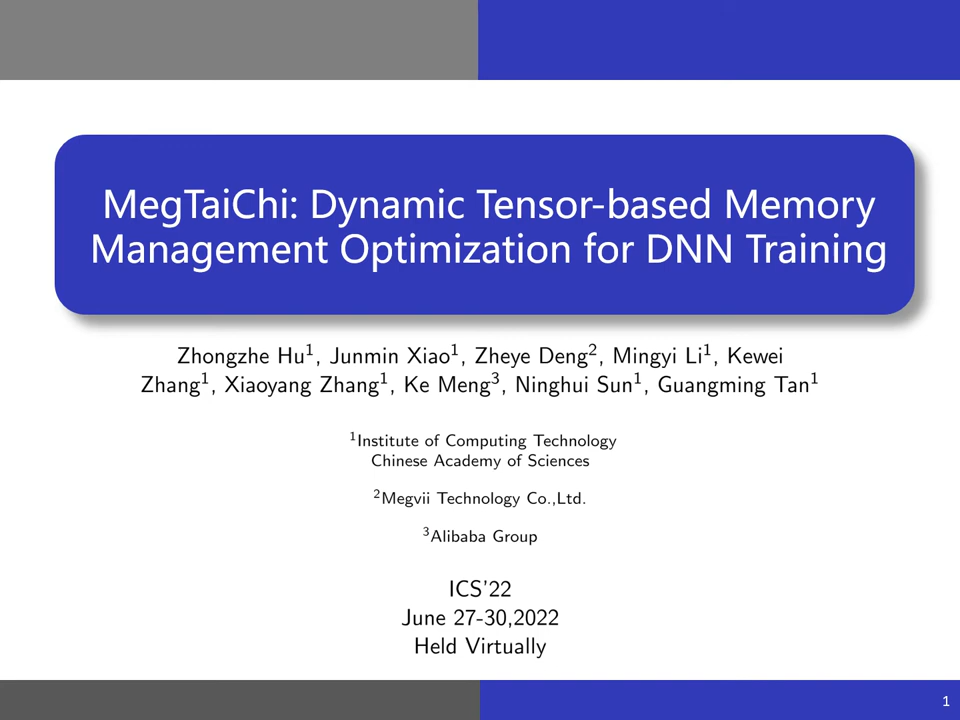 MegTaiChi: Dynamic Tensor-based Memory
Management Optimization for DNN Training
Zhongzhe Hu¹, Junmin Xiao¹, Zheye Deng², Mingyi Li¹, Kewei
Zhang¹, Xiaoyang Zhang¹, Ke Meng³, Ninghui Sun¹, Guangming Tan¹
¹Institute of Computing Technology
Chinese Academy of Sciences
²Megvii Technology Co.,Ltd.
³Alibaba Group
ICS'22
June 27-30,2022
Held Virtually
1